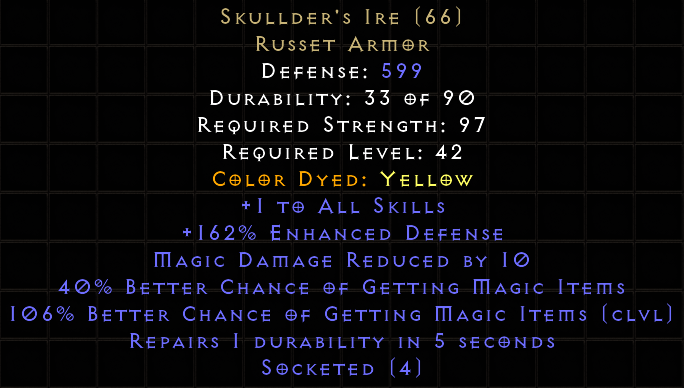 Skullder's Ire (66)
Russet Armor
Defense: 599
Durability: 33 of 90
Required Strength: 97
Required Level: 42
Color Dyed: Yellow
+1 to All Skills
+162% Enhanced Defense
Magic Damage Reduced by 10
40% Better Chance of Getting Magic Items
106% Better Chance of Getting Magic Items (clvl)
Repairs 1 durability in 5 seconds
Socketed (4)